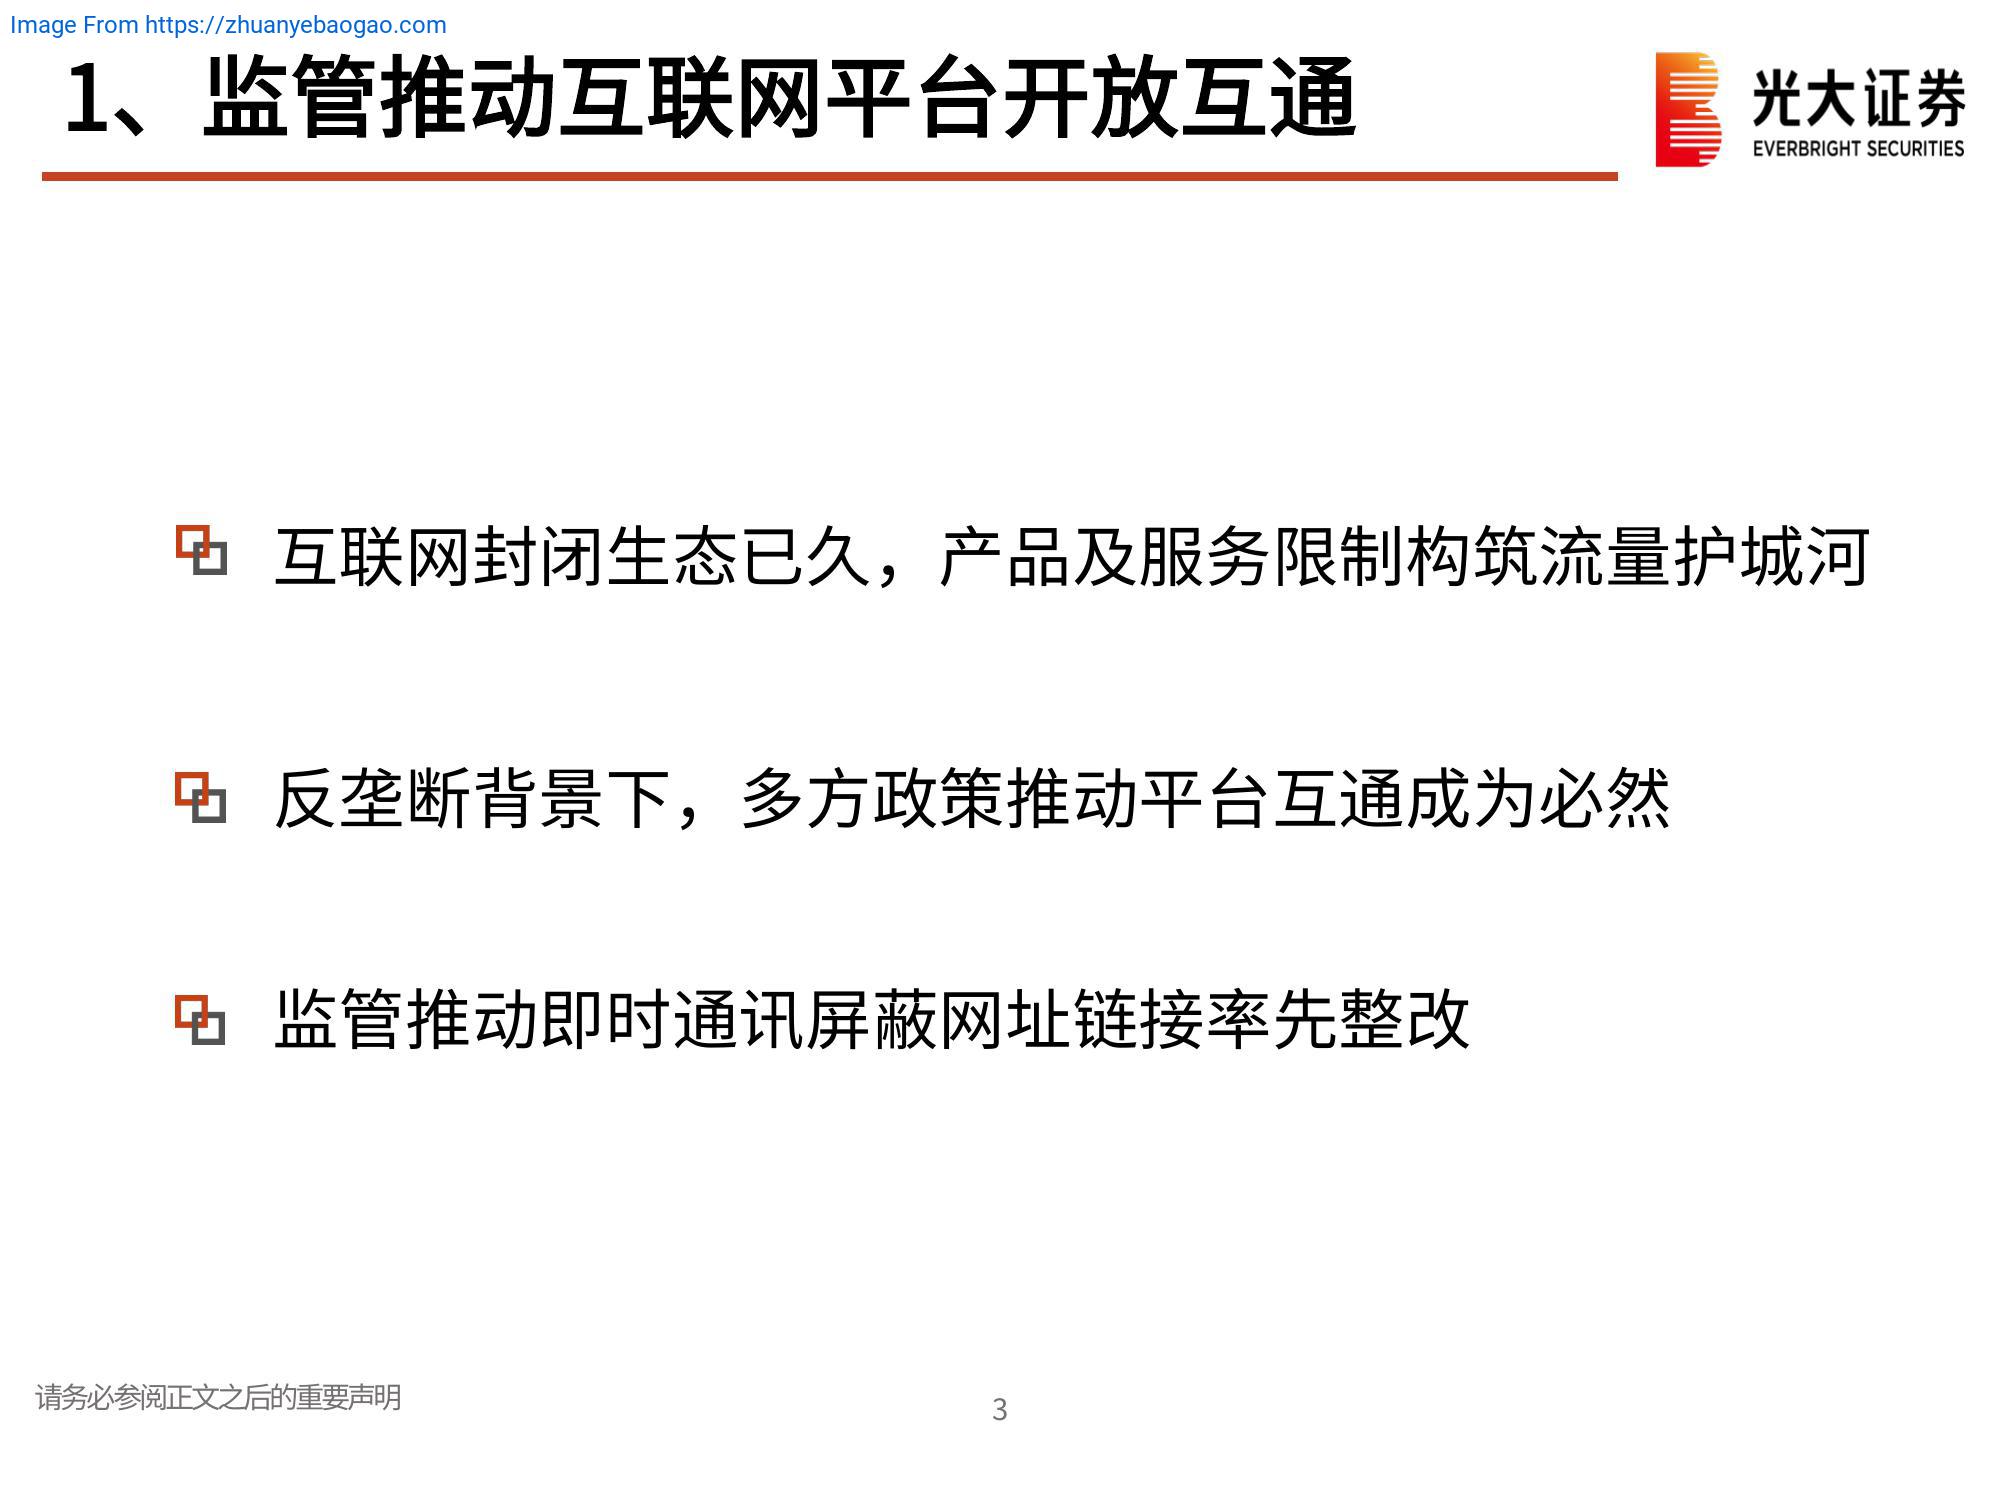 Image From https://zhuanyebaogao.com
1、监管推动互联网平台开放互通
光大证券
EVERBRIGHT SECURITIES
互联网封闭生态已久，产品及服务限制构筑流量护城河
反垄断背景下，多方政策推动平台互通成为必然
监管推动即时通讯屏蔽网址链接率先整改
请务必参阅正文之后的重要声明
3